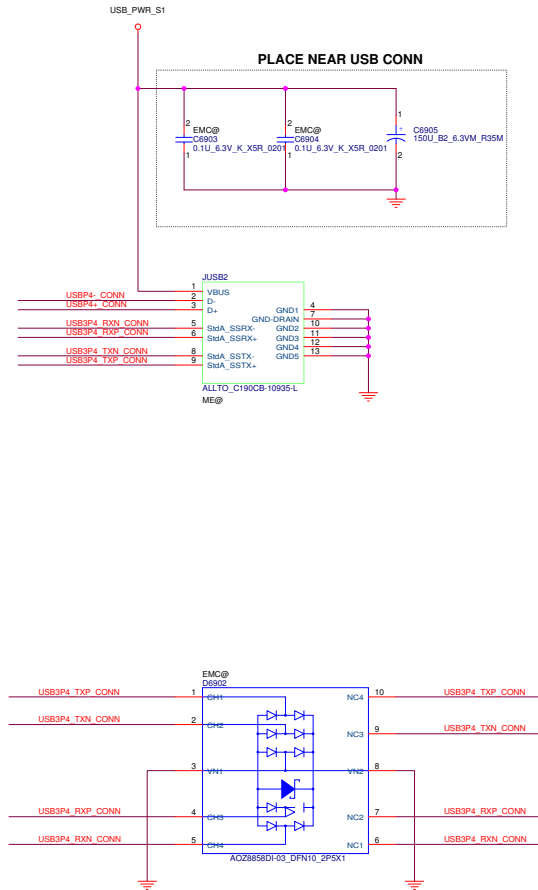 USB_PWR_S1
PLACE NEAR USB CONN
2 EMC@ 2 EMC@ 1 C6905
C6903 C6904 + 150U_B2_6.3VM_R35M
1 0.1U_6.3V_K_X5R_0201 1 0.1U_6.3V_K_X5R_0201 2
JUSB2
1 VBUS
USBP4-_CONN 2 D-
USBP4+_CONN 3 D+ GND1 4
GND-DRAIN 7
USB3P4_RXN_CONN 5 StdA_SSRX- GND2 10
USB3P4_RXP_CONN 6 StdA_SSRX+ GND3 11
GND4 12
USB3P4_TXN_CONN 8 StdA_SSTX- GND5 13
USB3P4_TXP_CONN 9 StdA_SSTX+
ALLTO_C190CB-10935-L
ME@
EMC@
D6902
USB3P4_TXP_CONN 1 CH1 NC4 10 USB3P4_TXP_CONN
USB3P4_TXN_CONN 2 CH2 NC3 9 USB3P4_TXN_CONN
3 VN1 VN2 8
USB3P4_RXP_CONN 4 CH3 NC2 7 USB3P4_RXP_CONN
USB3P4_RXN_CONN 5 CH4 NC1 6 USB3P4_RXN_CONN
AOZ8858DI-03_DFN10_2P5X1